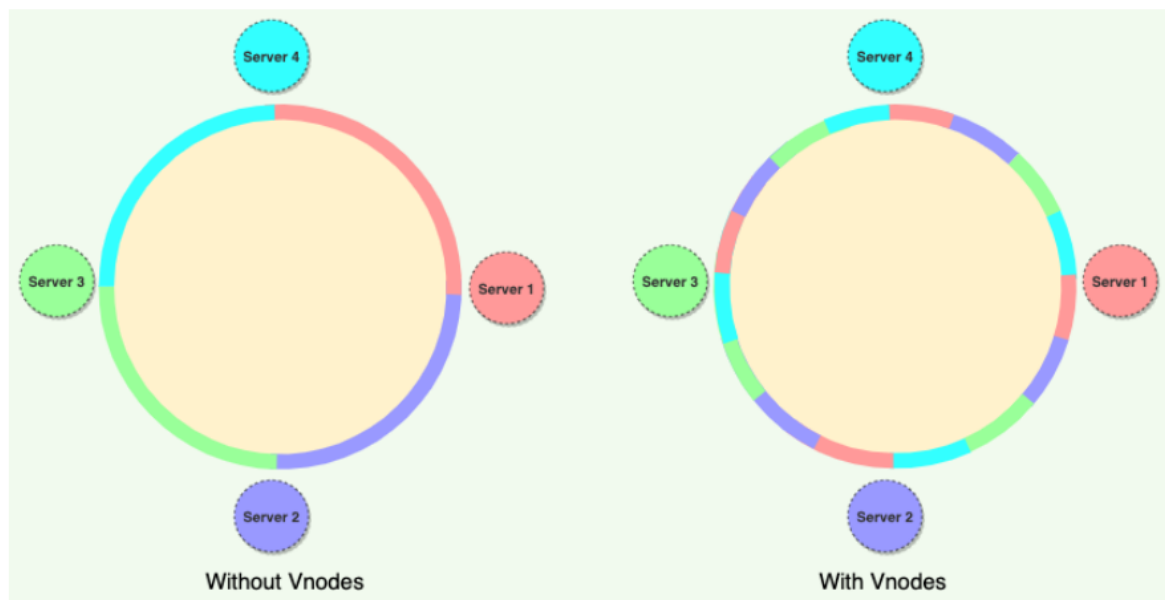 Server 4
Server 3
Server 1
Server 2
Without Vnodes
Server 4
Server 3
Server 1
Server 2
With Vnodes